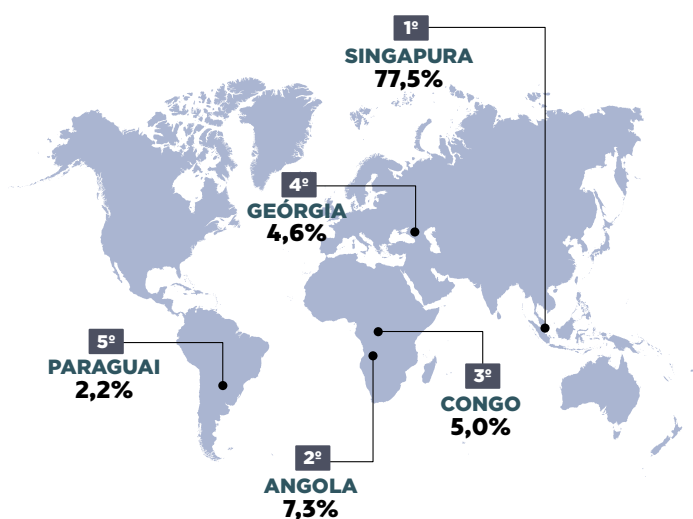 1º
SINGAPURA
77,5%
4º
GEÓRGIA
4,6%
5º
PARAGUAI
2,2%
3º
CONGO
5,0%
2º
ANGOLA
7,3%